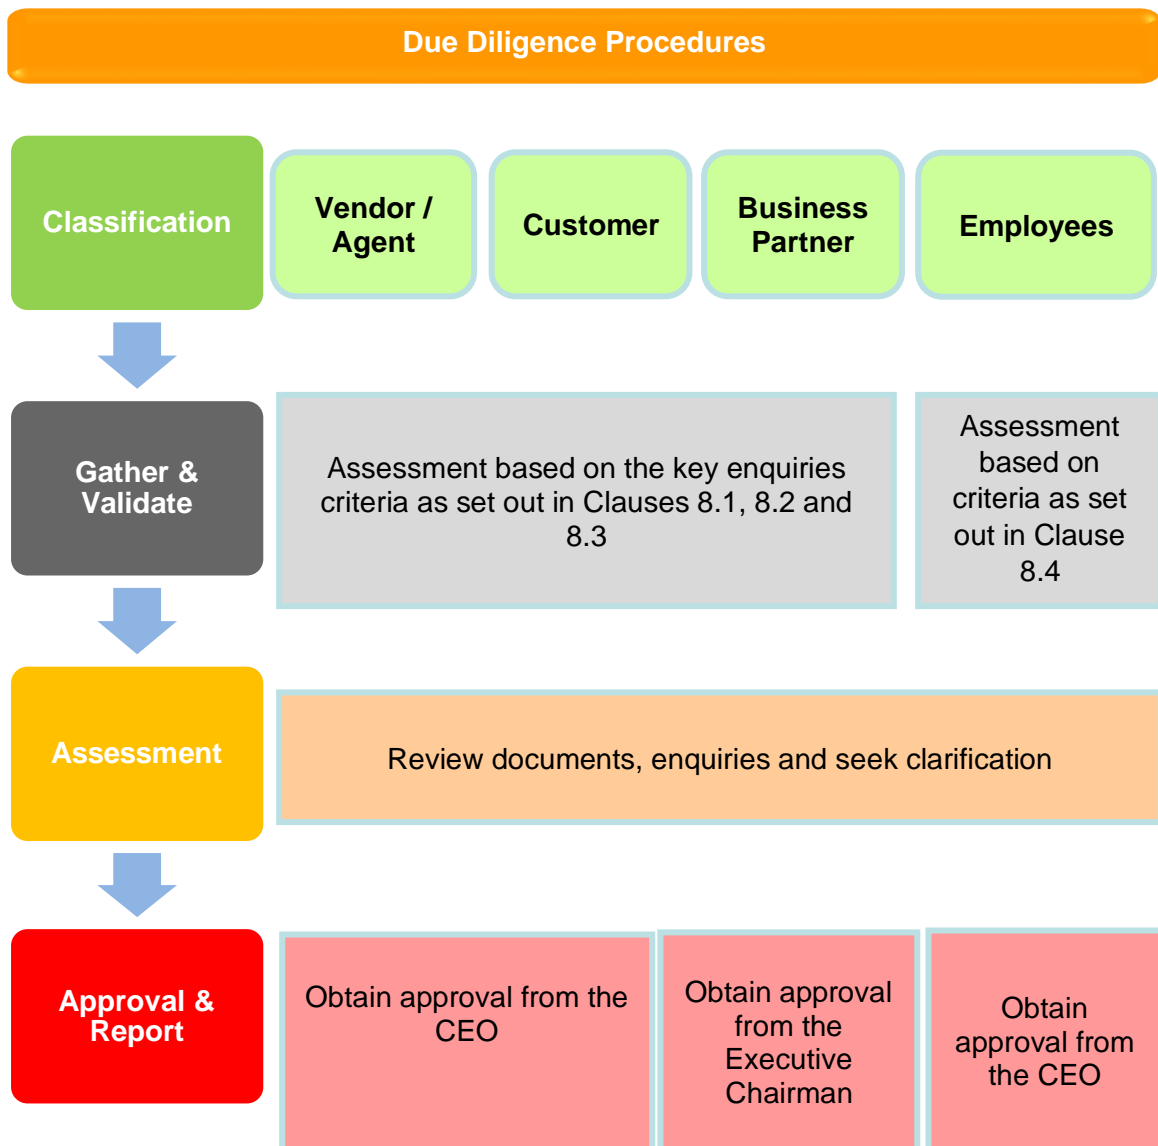 Due Diligence Procedures
Classification
Vendor /
Agent
Customer
Business
Partner
Employees
Gather &
Validate
Assessment based on the key enquiries
criteria as set out in Clauses 8.1, 8.2 and
8.3
Assessment
based on
criteria as set
out in Clause
8.4
Assessment
Review documents, enquiries and seek clarification
Approval &
Report
Obtain approval from the
CEO
Obtain approval
from the
Executive
Chairman
Obtain
approval from
the CEO